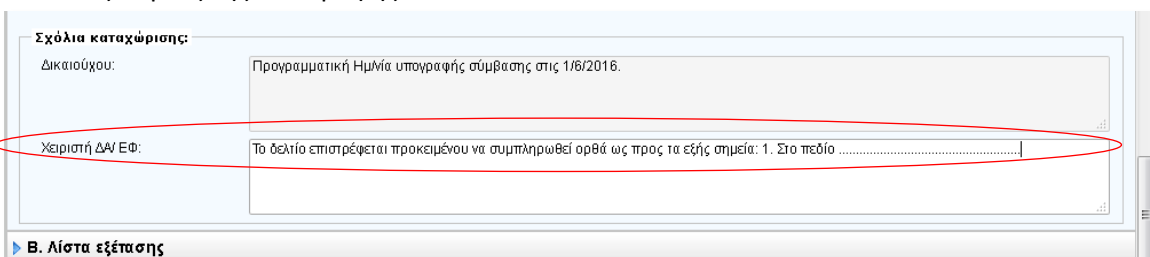 Σχόλια καταχώρισης:
Δικαιούχου:
Προγραμματική Ημ/νία υπογραφής σύμβασης στις 1/6/2016.
Χειριστή ΔΑ/ ΕΦ:
Το δελτίο επιστρέφεται προκειμένου να συμπληρωθεί ορθά ως προς τα εξής σημεία: 1. Στο πεδίο ............................................................
Β. Λίστα εξέτασης